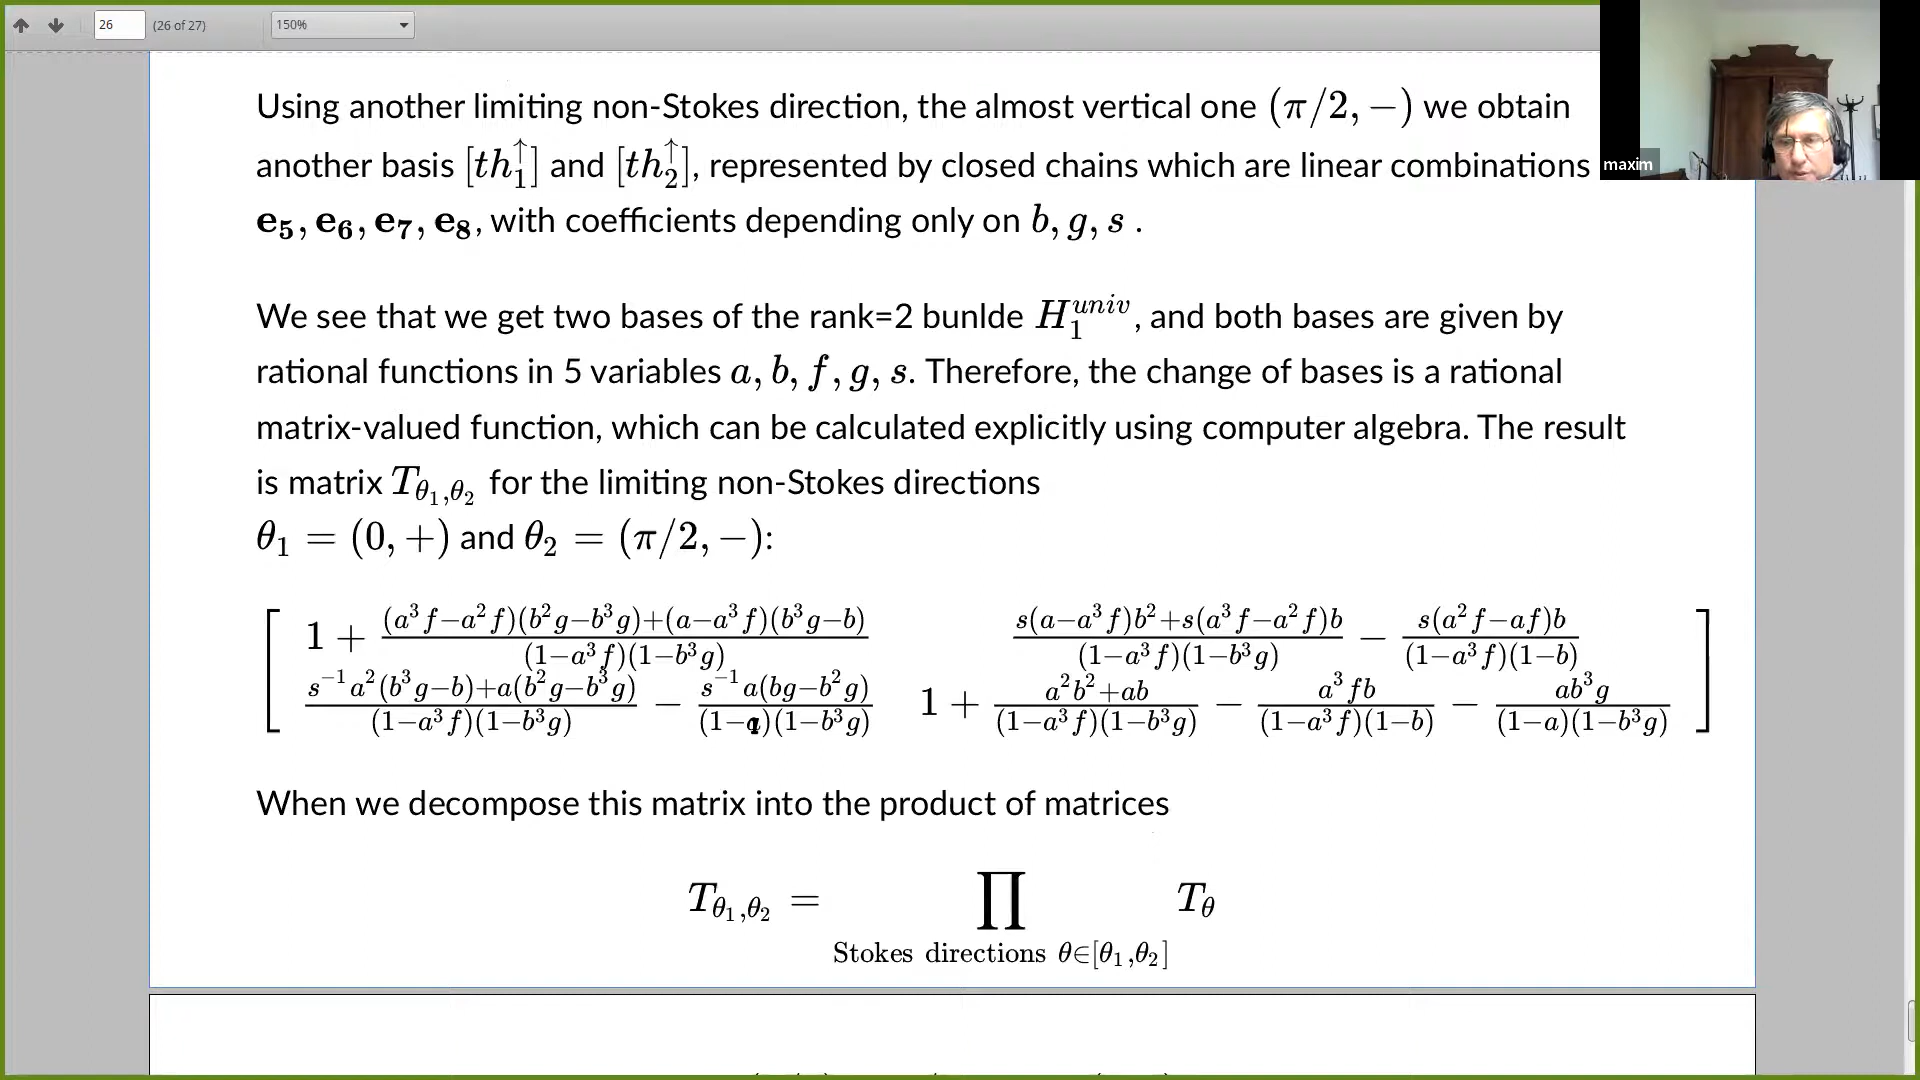 26 (26 of 27) 150%
maxim
Using another limiting non-Stokes direction, the almost vertical one (π/2, −) we obtain
another basis [th₁^↑] and [th₂^↑], represented by closed chains which are linear combinations
e₅, e₆, e₇, e₈, with coefficients depending only on b, g, s .
We see that we get two bases of the rank=2 bunlde H₁^{univ}, and both bases are given by
rational functions in 5 variables a, b, f, g, s. Therefore, the change of bases is a rational
matrix-valued function, which can be calculated explicitly using computer algebra. The result
is matrix T_{θ₁,θ₂} for the limiting non-Stokes directions
θ₁ = (0, +) and θ₂ = (π/2, −):
[ 1 + \frac{(a³f−a²f)(b²g−b³g)+(a−a³f)(b³g−b)}{(1−a³f)(1−b³g)} \frac{s(a−a³f)b²+s(a³f−a²f)b}{(1−a³f)(1−b³g)} − \frac{s(a²f−af)b}{(1−a³f)(1−b)}
\frac{s⁻¹a²(b³g−b)+a(b²g−b³g)}{(1−a³f)(1−b³g)} − \frac{s⁻¹a(bg−b²g)}{(1−a)(1−b³g)} 1 + \frac{a²b²+ab}{(1−a³f)(1−b³g)} − \frac{a³fb}{(1−a³f)(1−b)} − \frac{ab³g}{(1−a)(1−b³g)} ]
When we decompose this matrix into the product of matrices
T_{θ₁,θ₂} = ∏ T_θ
Stokes directions θ∈[θ₁,θ₂]